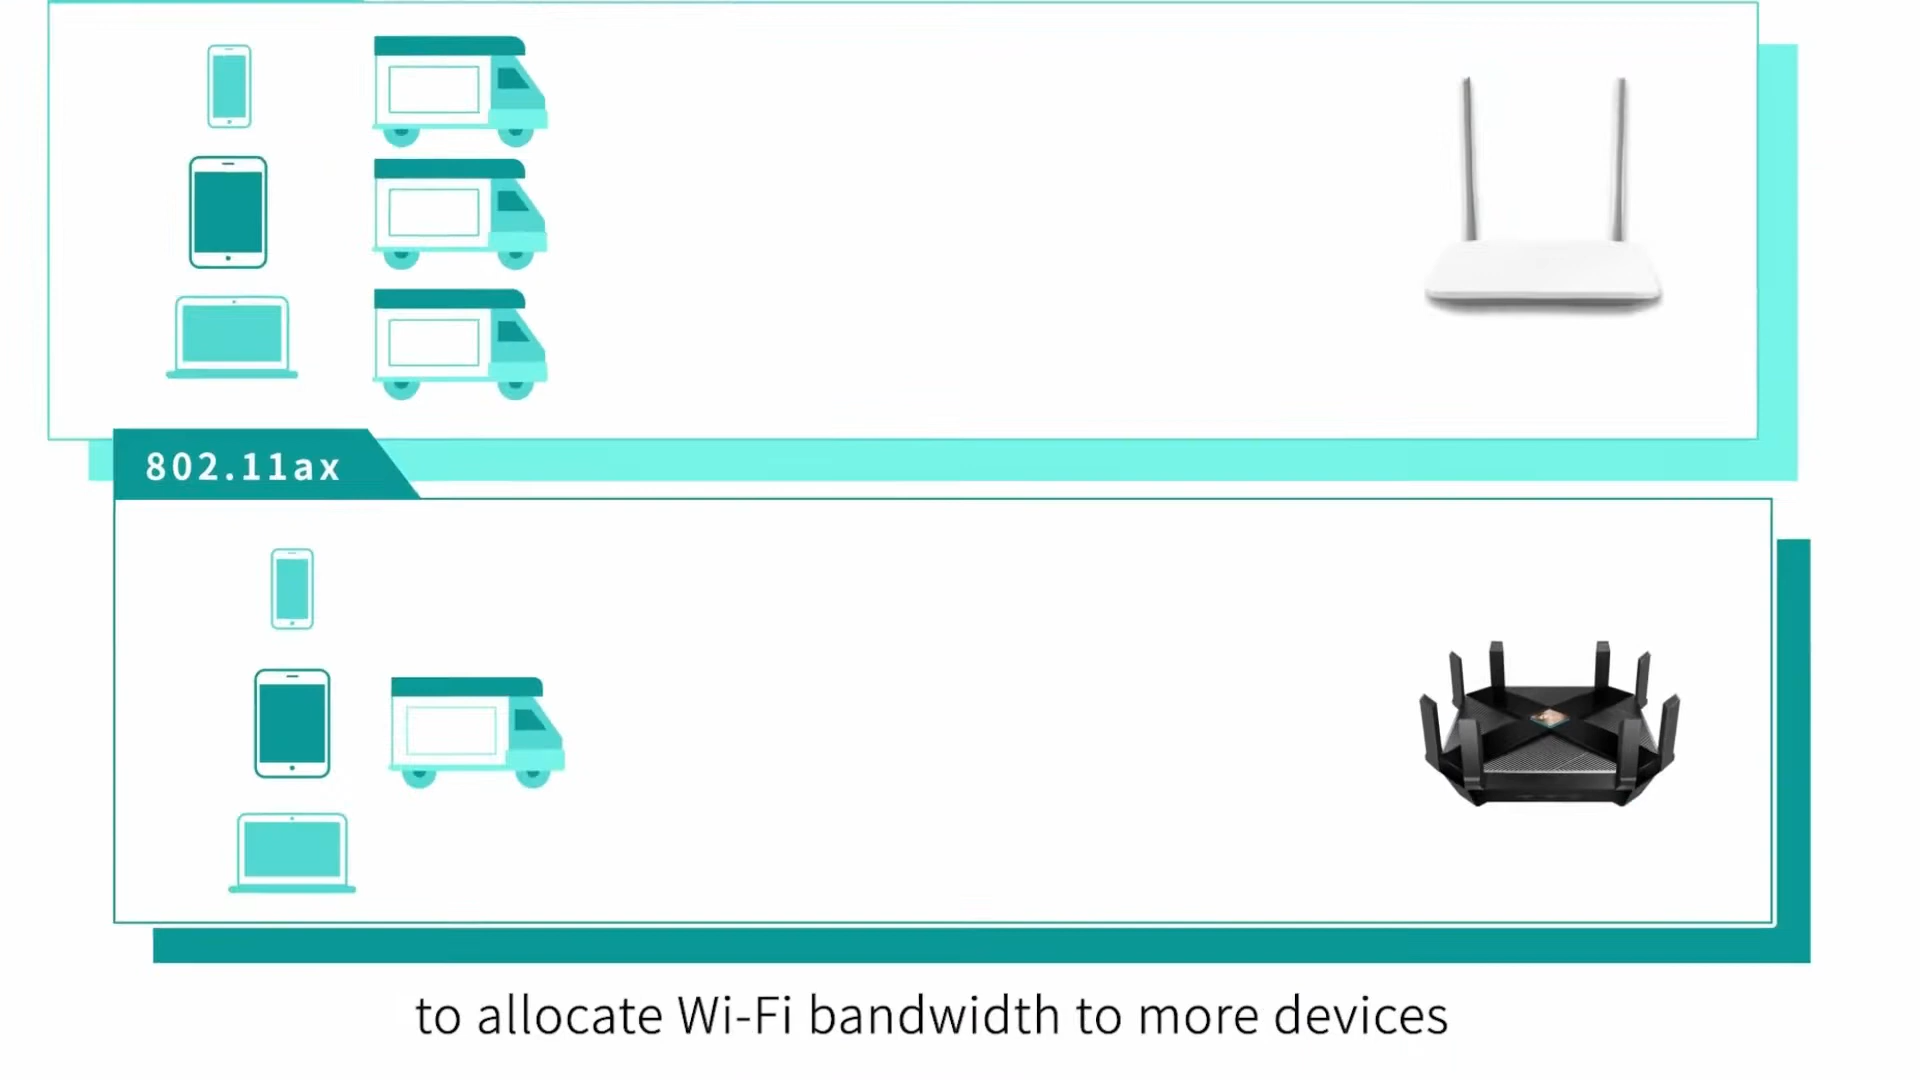 802.11ax
to allocate Wi-Fi bandwidth to more devices